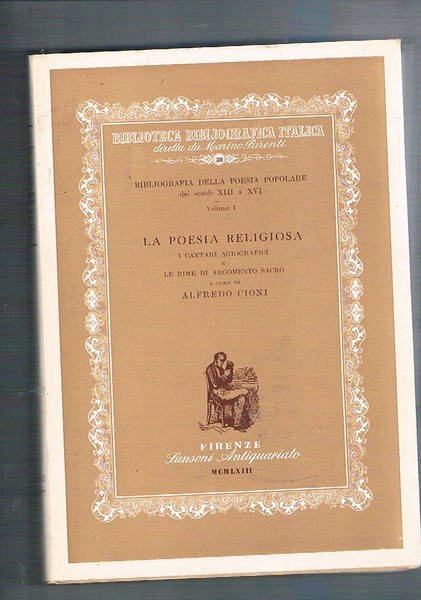 BIBLIOTECA BIBLIOGRAFICA ITALICA
diretta da Marino Parenti
30
BIBLIOGRAFIA DELLA POESIA POPOLARE
dei secoli XIII a XVI
Volume I
LA POESIA RELIGIOSA
I CANTARI AGIOGRAFICI
E
LE RIME DI ARGOMENTO SACRO
A CURA DI
ALFREDO CIONI
FIRENZE
Sansoni Antiquariato
MCMLXIII